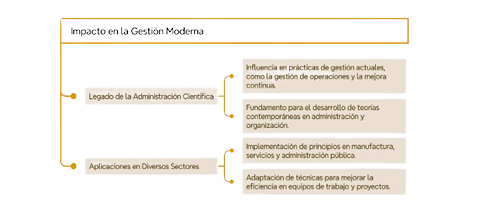 Impacto en la Gestión Moderna
Legado de la Administración Científica
Influencia en prácticas de gestión actuales,
como la gestión de operaciones y la mejora
continua.
Fundamento para el desarrollo de teorías
contemporáneas en administración y
organización.
Aplicaciones en Diversos Sectores
Implementación de principios en manufactura,
servicios y administración pública.
Adaptación de técnicas para mejorar la
eficiencia en equipos de trabajo y proyectos.